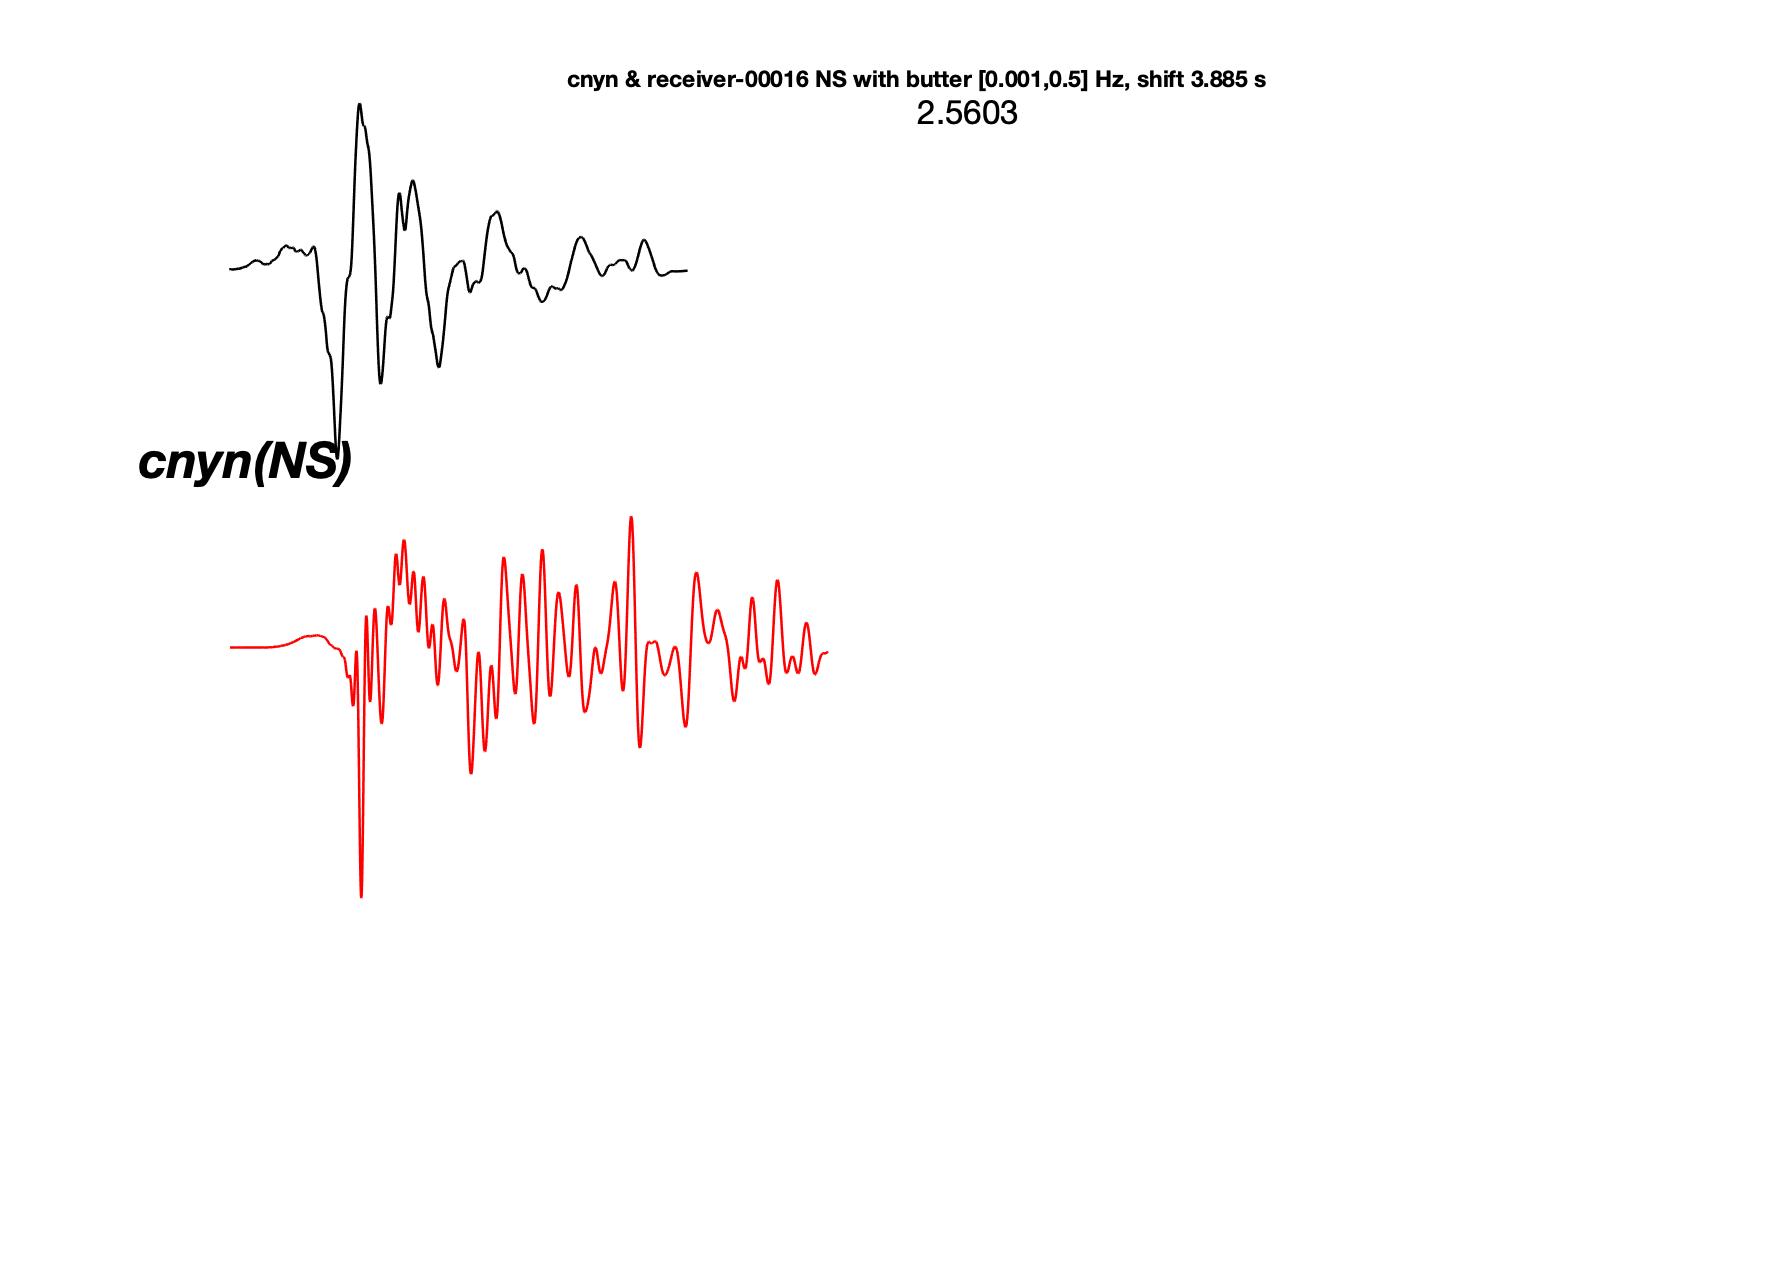 cnyn & receiver-00016 NS with butter [0.001,0.5] Hz, shift 3.885 s
2.5603
cnyn(NS)